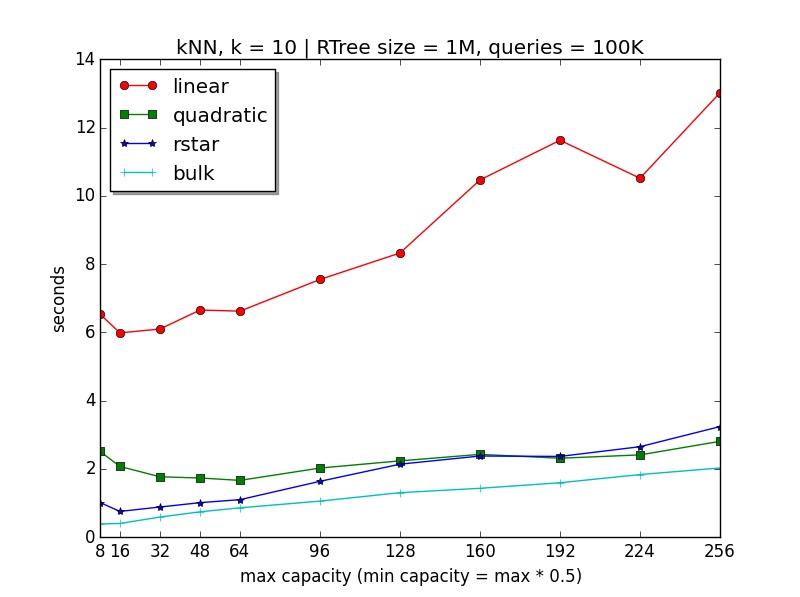 kNN, k = 10 | RTree size = 1M, queries = 100K
14
12
10
8
6
4
2
0
seconds
linear
quadratic
rstar
bulk
8 16 32 48 64 96 128 160 192 224 256
max capacity (min capacity = max * 0.5)